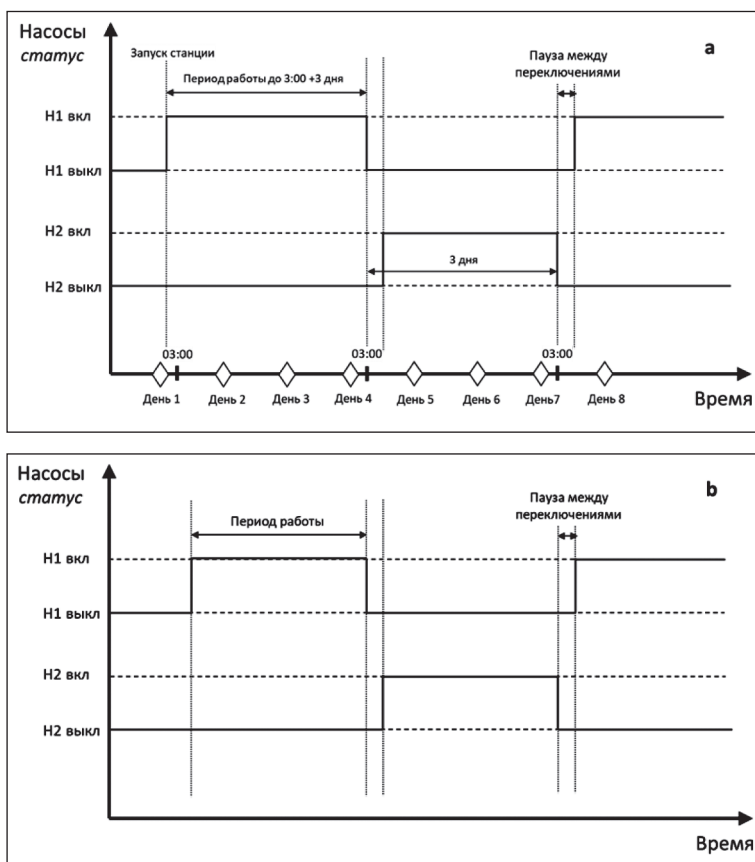 Насосы
статус
a
Запуск станции
Период работы до 3:00 +3 дня
Пауза между
переключениями
Н1 вкл
Н1 выкл
Н2 вкл
3 дня
Н2 выкл
03:00
03:00
03:00
День 1
День 2
День 3
День 4
День 5
День 6
День7
День 8
Время
Насосы
статус
b
Период работы
Пауза между
переключениями
Н1 вкл
Н1 выкл
Н2 вкл
Н2 выкл
Время